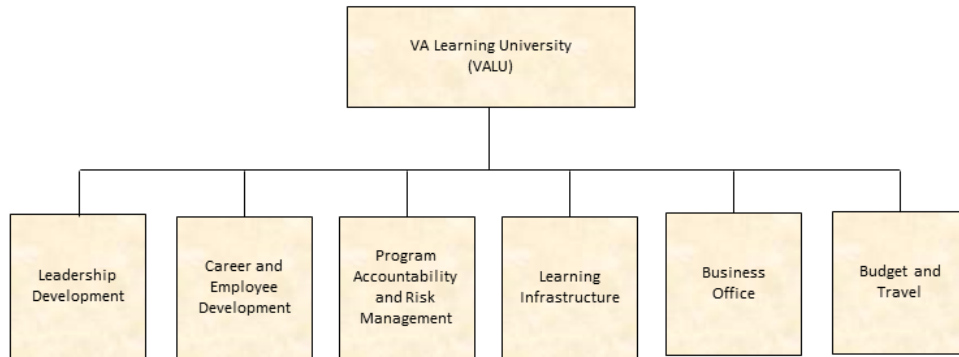 VA Learning University
(VALU)
Leadership
Development
Career and
Employee
Development
Program
Accountability
and Risk
Management
Learning
Infrastructure
Business
Office
Budget and
Travel